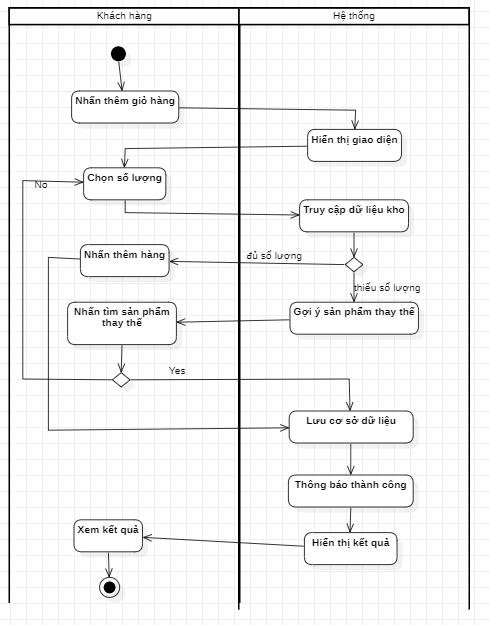 Khách hàng
Hệ thống
Nhấn thêm giỏ hàng
Hiển thị giao diện
Chọn số lượng
No
Truy cập dữ liệu kho
Nhấn thêm hàng
đủ số lượng
thiếu số lượng
Nhấn tìm sản phẩm
thay thế
Gợi ý sản phẩm thay thế
Yes
Lưu cơ sở dữ liệu
Thông báo thành công
Xem kết quả
Hiển thị kết quả